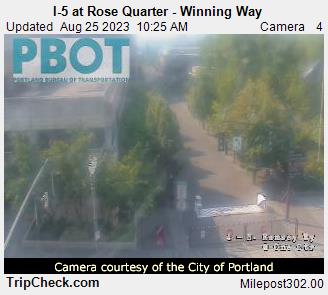 I-5 at Rose Quarter - Winning Way
Updated Aug 25 2023 10:25 AM Camera 4
PBOT
PORTLAND BUREAU OF TRANSPORTATION
Camera courtesy of the City of Portland
TripCheck.com Milepost302.00